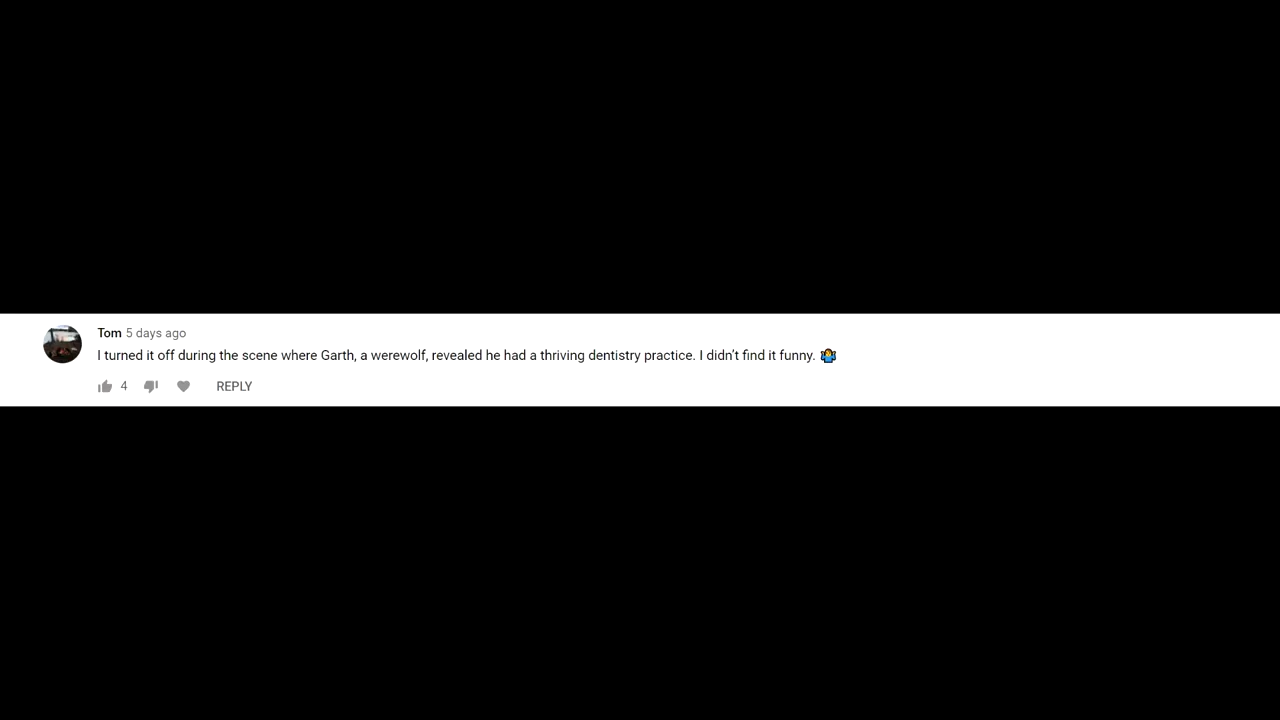 Tom 5 days ago
I turned it off during the scene where Garth, a werewolf, revealed he had a thriving dentistry practice. I didn’t find it funny. 🤷
4 REPLY